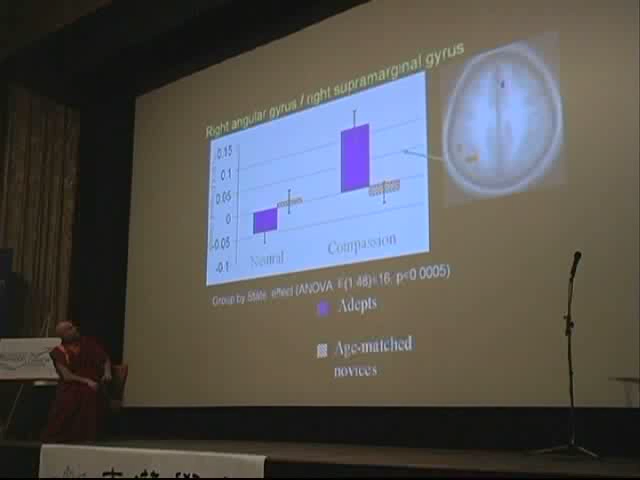 Right angular gyrus / right supramarginal gyrus
0.15
0.1
0.05
0
-0.05
-0.1
Neutral
Compassion
Group by State effect (ANOVA F(1 48)=16, p<0 0005)
Adepts
Age-matched
novices